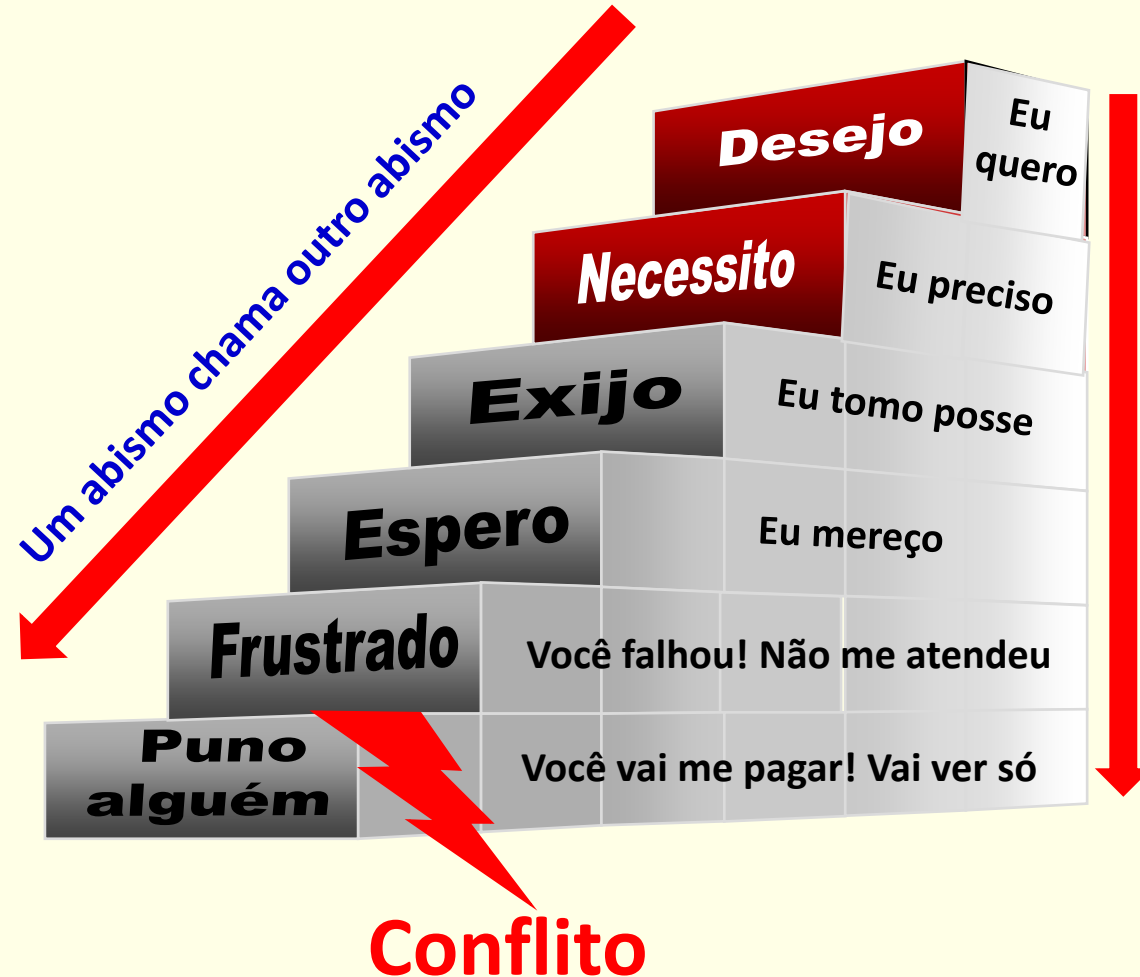 Um abismo chama outro abismo
Desejo
Eu
quero
Necessito
Eu preciso
Exijo
Eu tomo posse
Espero
Eu mereço
Frustrado
Você falhou! Não me atendeu
Puno
alguém
Você vai me pagar! Vai ver só
Conflito